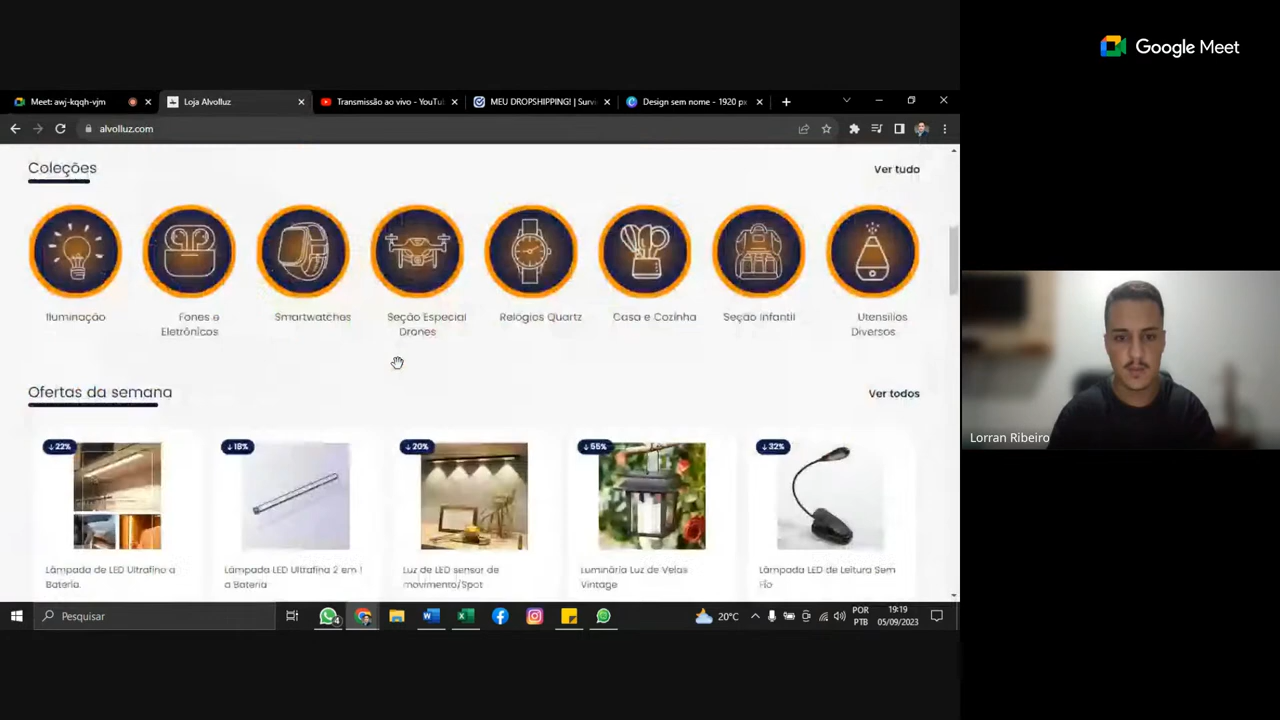 Google Meet
Meet: awj-kqqh-vjm
Loja Alvolluz
Transmissão ao vivo - YouTu
MEU DROPSHIPPING! | Survi
Design sem nome - 1920 p
alvolluz.com
Coleções
Ver tudo
Iluminação
Fones e
Eletrônicos
Smartwatches
Seção Especial
Drones
Relogios Quartz
Casa e Cozinha
Seção Infantil
Utensilios
Diversos
Ofertas da semana
Ver todos
↓22%
↓18%
↓20%
↓55%
↓32%
Lâmpada de LED Ultrafino a
Bateria.
Lâmpada LED Ultrafina 2 em 1
a Bateria
Luz de LED sensor de
movimento/Spot
Luminária Luz de Velas
Vintage
Lâmpada LED de Leitura Sem
Fio
Lorran Ribeiro
Pesquisar
4
20°C
POR
PTB
19:19
05/09/2023